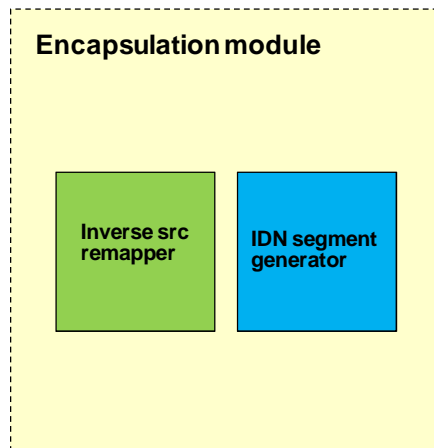 Encapsulation module
Inverse src
remapper
IDN segment
generator